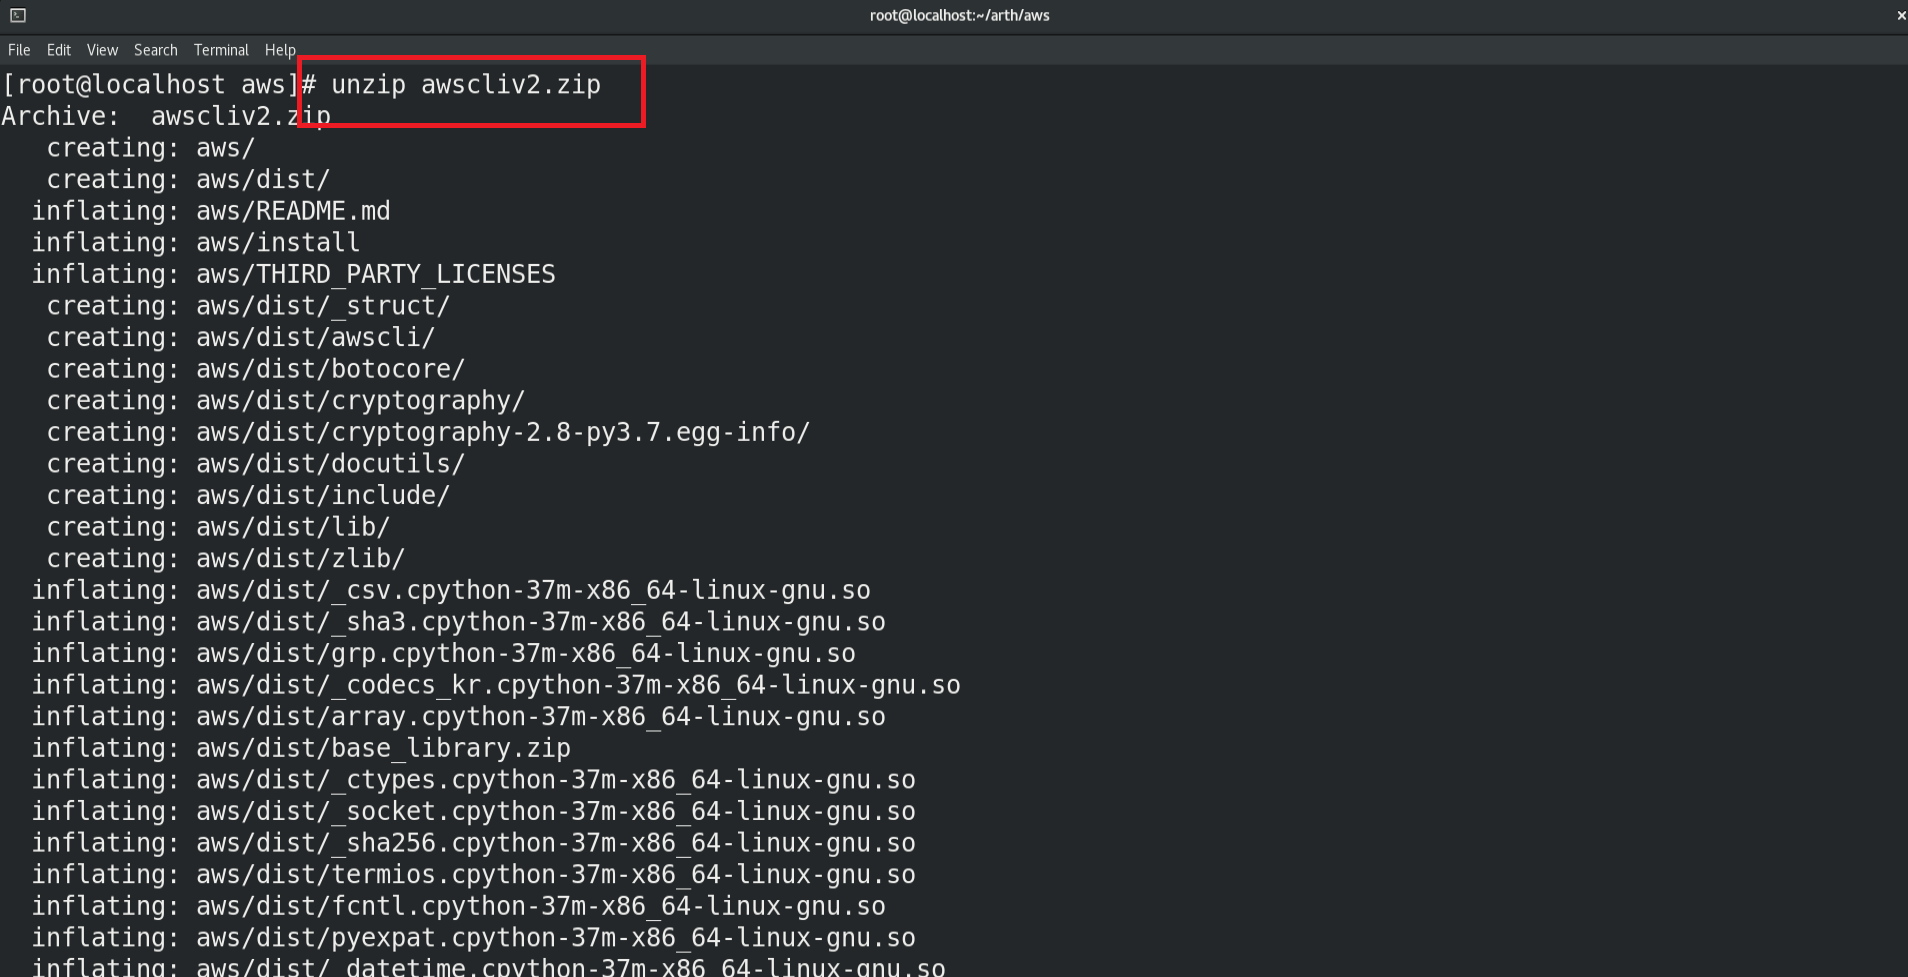 root@localhost:~/arth/aws
File Edit View Search Terminal Help
[root@localhost aws]# unzip awscliv2.zip
Archive:  awscliv2.zip
   creating: aws/
   creating: aws/dist/
  inflating: aws/README.md
  inflating: aws/install
  inflating: aws/THIRD_PARTY_LICENSES
   creating: aws/dist/_struct/
   creating: aws/dist/awscli/
   creating: aws/dist/botocore/
   creating: aws/dist/cryptography/
   creating: aws/dist/cryptography-2.8-py3.7.egg-info/
   creating: aws/dist/docutils/
   creating: aws/dist/include/
   creating: aws/dist/lib/
   creating: aws/dist/zlib/
  inflating: aws/dist/_csv.cpython-37m-x86_64-linux-gnu.so
  inflating: aws/dist/_sha3.cpython-37m-x86_64-linux-gnu.so
  inflating: aws/dist/grp.cpython-37m-x86_64-linux-gnu.so
  inflating: aws/dist/_codecs_kr.cpython-37m-x86_64-linux-gnu.so
  inflating: aws/dist/array.cpython-37m-x86_64-linux-gnu.so
  inflating: aws/dist/base_library.zip
  inflating: aws/dist/_ctypes.cpython-37m-x86_64-linux-gnu.so
  inflating: aws/dist/_socket.cpython-37m-x86_64-linux-gnu.so
  inflating: aws/dist/_sha256.cpython-37m-x86_64-linux-gnu.so
  inflating: aws/dist/termios.cpython-37m-x86_64-linux-gnu.so
  inflating: aws/dist/fcntl.cpython-37m-x86_64-linux-gnu.so
  inflating: aws/dist/pyexpat.cpython-37m-x86_64-linux-gnu.so
  inflating: aws/dist/_datetime.cpython-37m-x86_64-linux-gnu.so